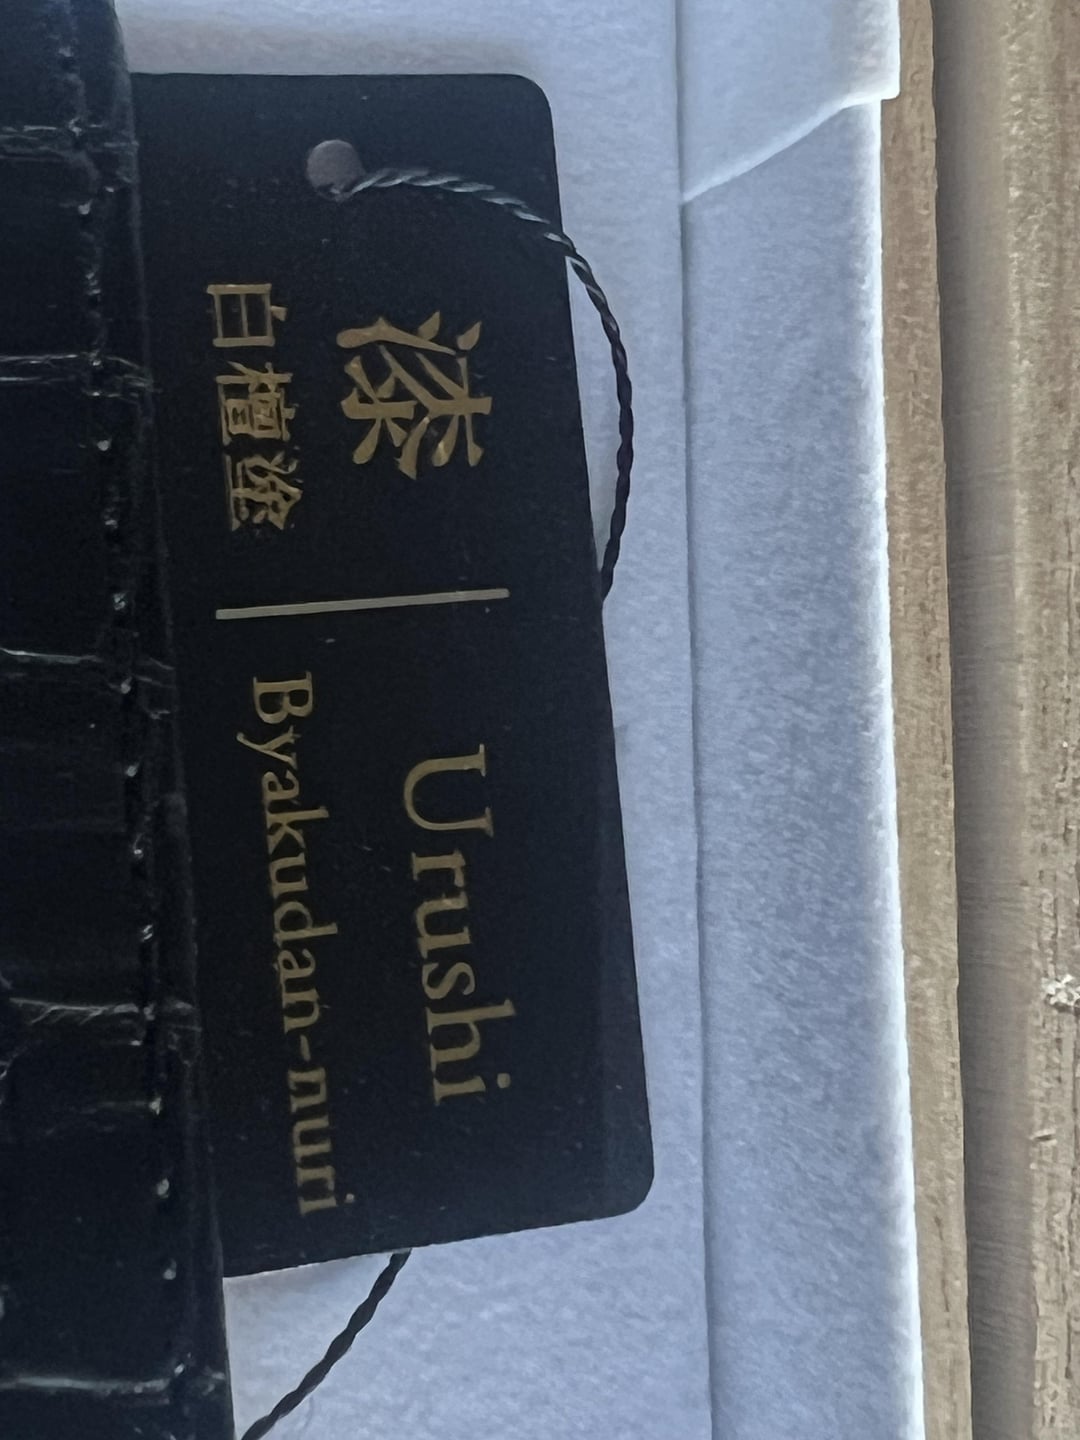 漆
白檀塗
Urushi
Byakudan-nuri